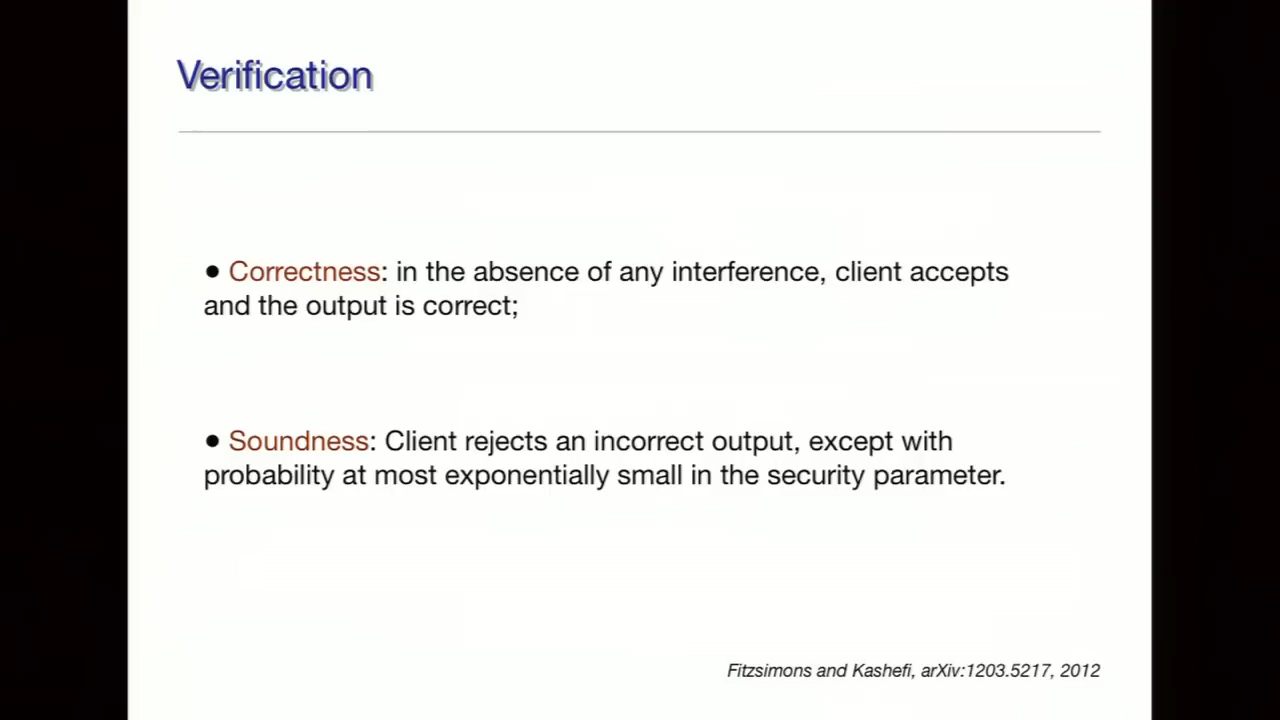 Verification
● Correctness: in the absence of any interference, client accepts
and the output is correct;
● Soundness: Client rejects an incorrect output, except with
probability at most exponentially small in the security parameter.
Fitzsimons and Kashefi, arXiv:1203.5217, 2012